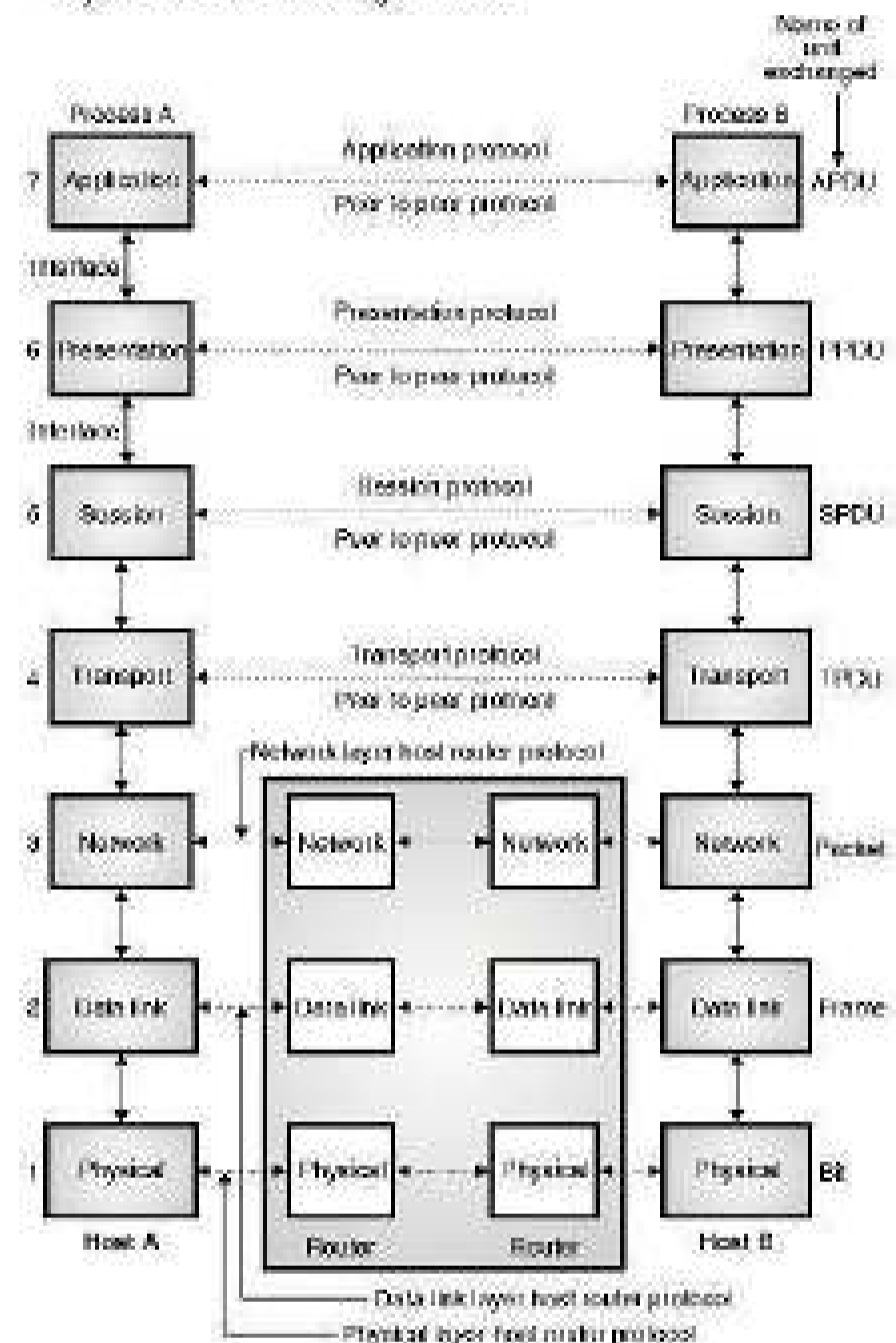 Name of
unit
exchanged
Process A
Process B
7
Application
Application protocol
Peer to peer protocol
Application
APDU
Interface
6
Presentation
Presentation protocol
Peer to peer protocol
Presentation
PPDU
Interface
5
Session
Session protocol
Peer to peer protocol
Session
SPDU
4
Transport
Transport protocol
Peer to peer protocol
Transport
TPDU
Network layer host router protocol
3
Network
Network
Network
Network
Packet
2
Data link
Data link
Data link
Data link
Frame
1
Physical
Physical
Physical
Physical
Bit
Host A
Router
Router
Host B
Data link layer host router protocol
Physical layer host router protocol